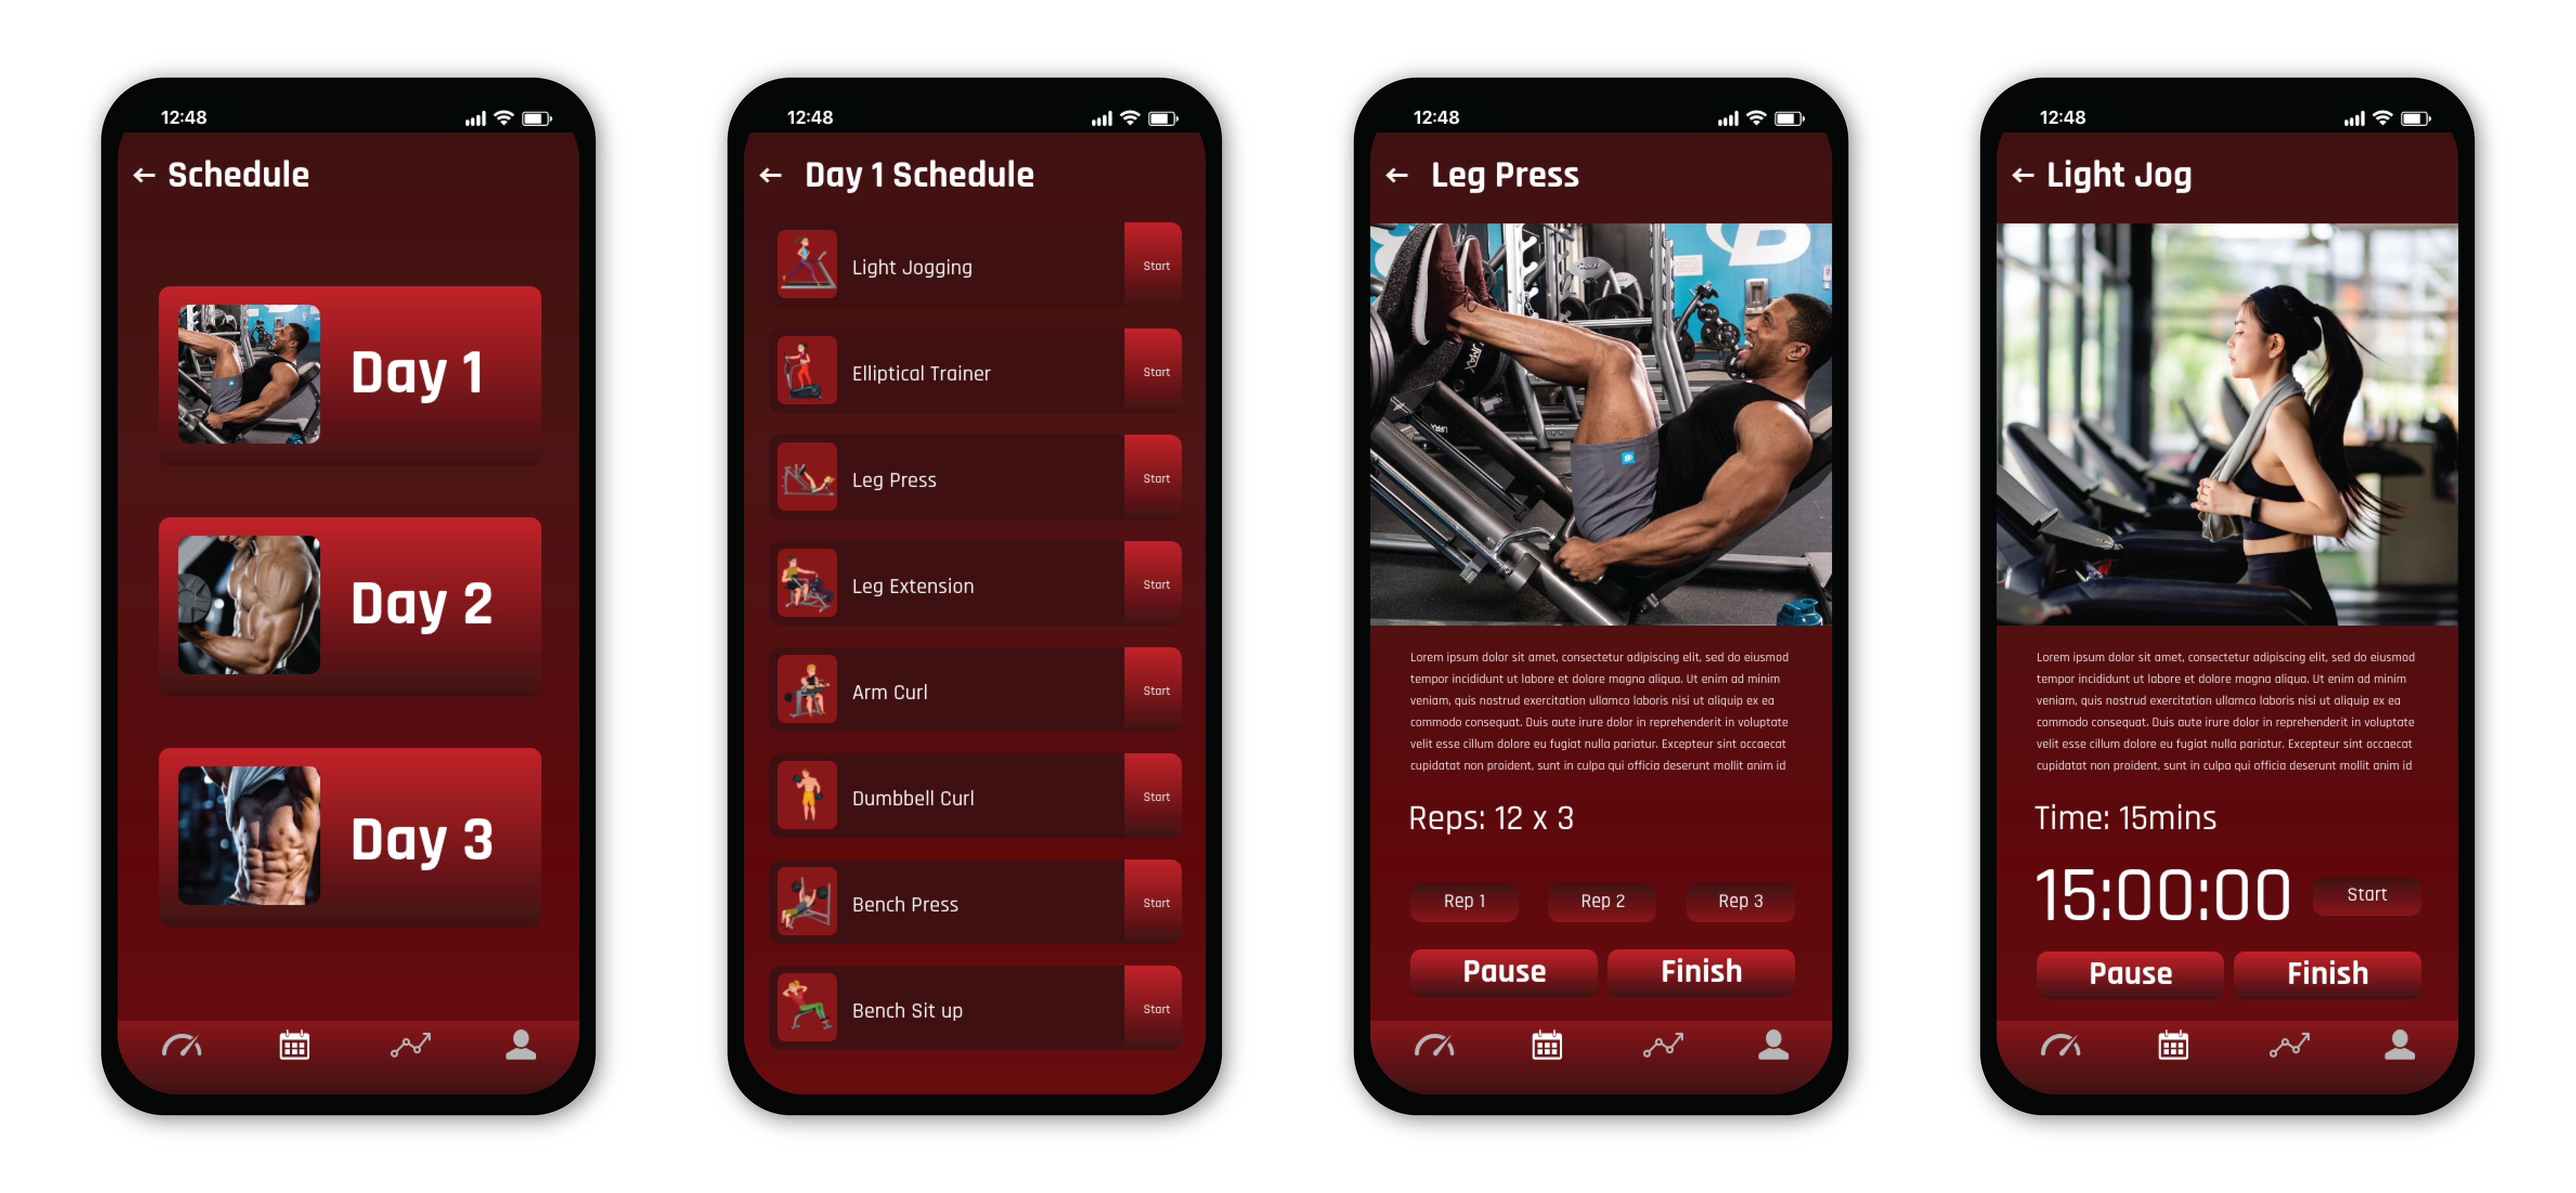 12:48
Schedule
Day 1
Day 2
Day 3
12:48
Day 1 Schedule
Light Jogging
Start
Elliptical Trainer
Start
Leg Press
Start
Leg Extension
Start
Arm Curl
Start
Dumbbell Curl
Start
Bench Press
Start
Bench Sit up
Start
12:48
Leg Press
Lorem ipsum dolor sit amet, consectetur adipiscing elit, sed do eiusmod
tempor incididunt ut labore et dolore magna aliqua. Ut enim ad minim
veniam, quis nostrud exercitation ullamco laboris nisi ut aliquip ex ea
commodo consequat. Duis aute irure dolor in reprehenderit in voluptate
velit esse cillum dolore eu fugiat nulla pariatur. Excepteur sint occaecat
cupidatat non proident, sunt in culpa qui officia deserunt mollit anim id
Reps: 12 x 3
Rep 1 Rep 2 Rep 3
Pause Finish
12:48
Light Jog
Lorem ipsum dolor sit amet, consectetur adipiscing elit, sed do eiusmod
tempor incididunt ut labore et dolore magna aliqua. Ut enim ad minim
veniam, quis nostrud exercitation ullamco laboris nisi ut aliquip ex ea
commodo consequat. Duis aute irure dolor in reprehenderit in voluptate
velit esse cillum dolore eu fugiat nulla pariatur. Excepteur sint occaecat
cupidatat non proident, sunt in culpa qui officia deserunt mollit anim id
Time: 15mins
15:00:00 Start
Pause Finish